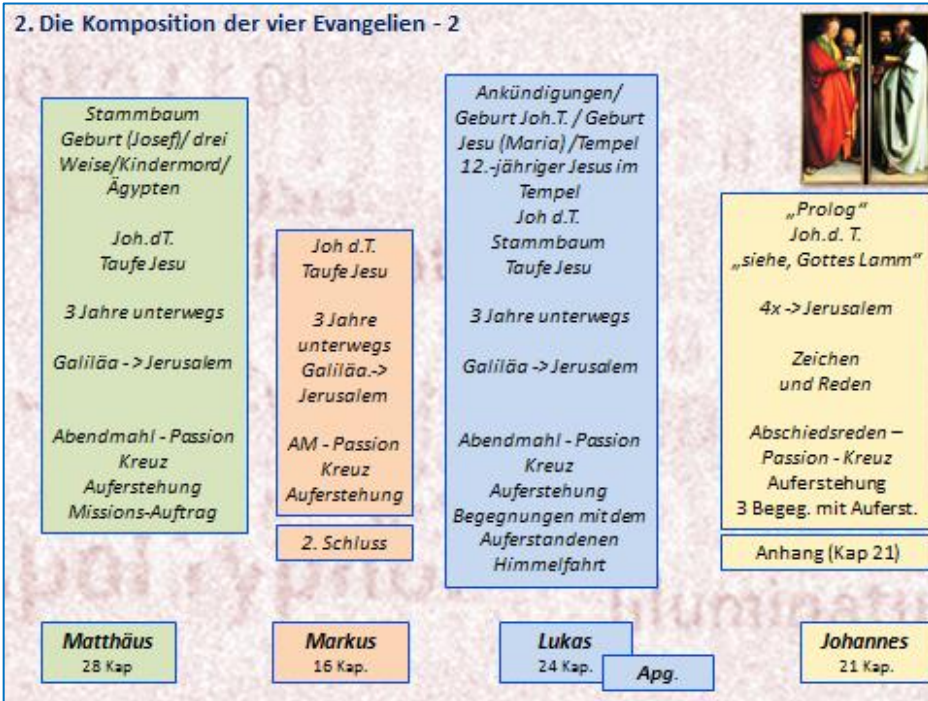 2. Die Komposition der vier Evangelien - 2
Stammbaum
Geburt (Josef)/ drei
Weise/Kindermord/
Ägypten
Joh.dT.
Taufe Jesu
3 Jahre unterwegs
Galiläa -> Jerusalem
Abendmahl - Passion
Kreuz
Auferstehung
Missions-Auftrag
Joh d.T.
Taufe Jesu
3 Jahre
unterwegs
Galiläa.->
Jerusalem
AM - Passion
Kreuz
Auferstehung
2. Schluss
Ankündigungen/
Geburt Joh.T. / Geburt
Jesu (Maria) /Tempel
12.-jähriger Jesus im
Tempel
Joh d.T.
Stammbaum
Taufe Jesu
3 Jahre unterwegs
Galiläa -> Jerusalem
Abendmahl - Passion
Kreuz
Auferstehung
Begegnungen mit dem
Auferstandenen
Himmelfahrt
„Prolog“
Joh.d. T.
„siehe, Gottes Lamm“
4x -> Jerusalem
Zeichen
und Reden
Abschiedsreden –
Passion - Kreuz
Auferstehung
3 Begeg. mit Auferst.
Anhang (Kap 21)
Matthäus
28 Kap
Markus
16 Kap.
Lukas
24 Kap.
Apg.
Johannes
21 Kap.